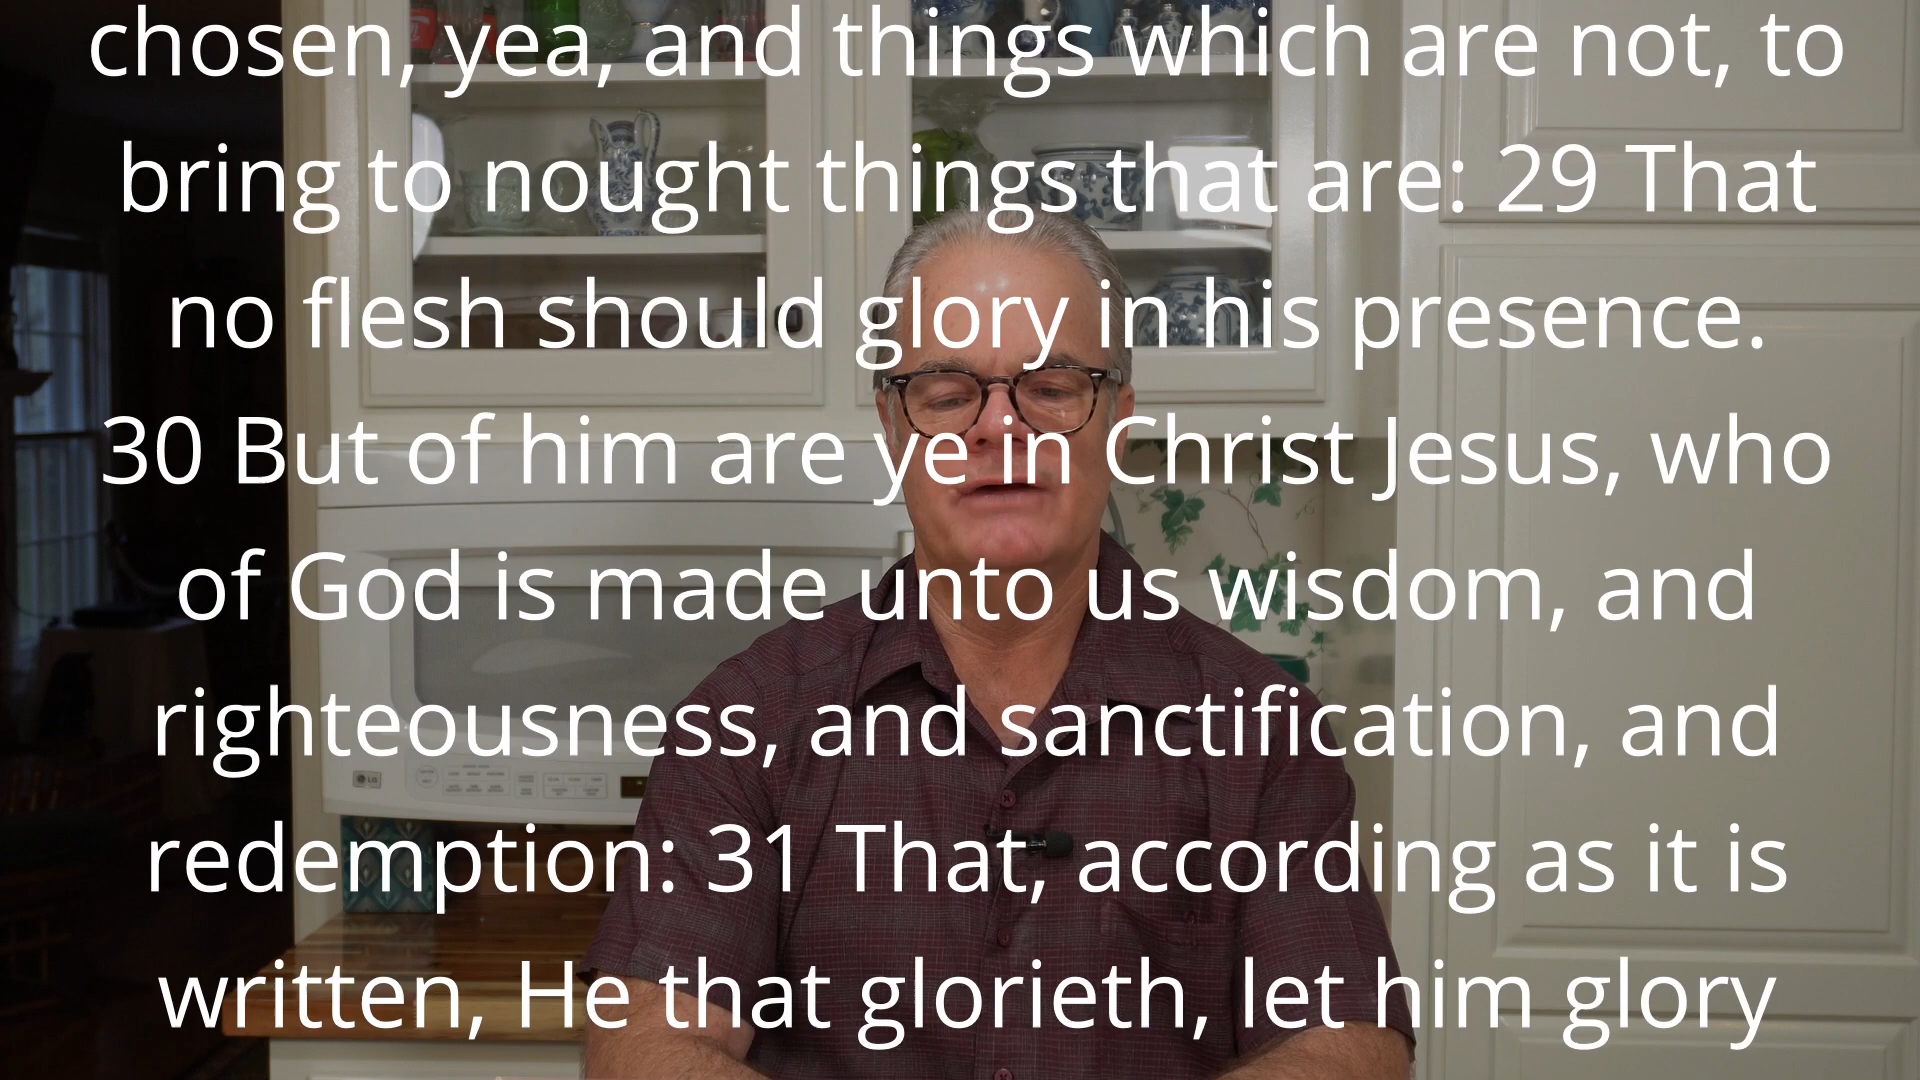 chosen, yea, and things which are not, to
bring to nought things that are: 29 That
no flesh should glory in his presence.
30 But of him are ye in Christ Jesus, who
of God is made unto us wisdom, and
righteousness, and sanctification, and
redemption: 31 That, according as it is
written, He that glorieth, let him glory
LG